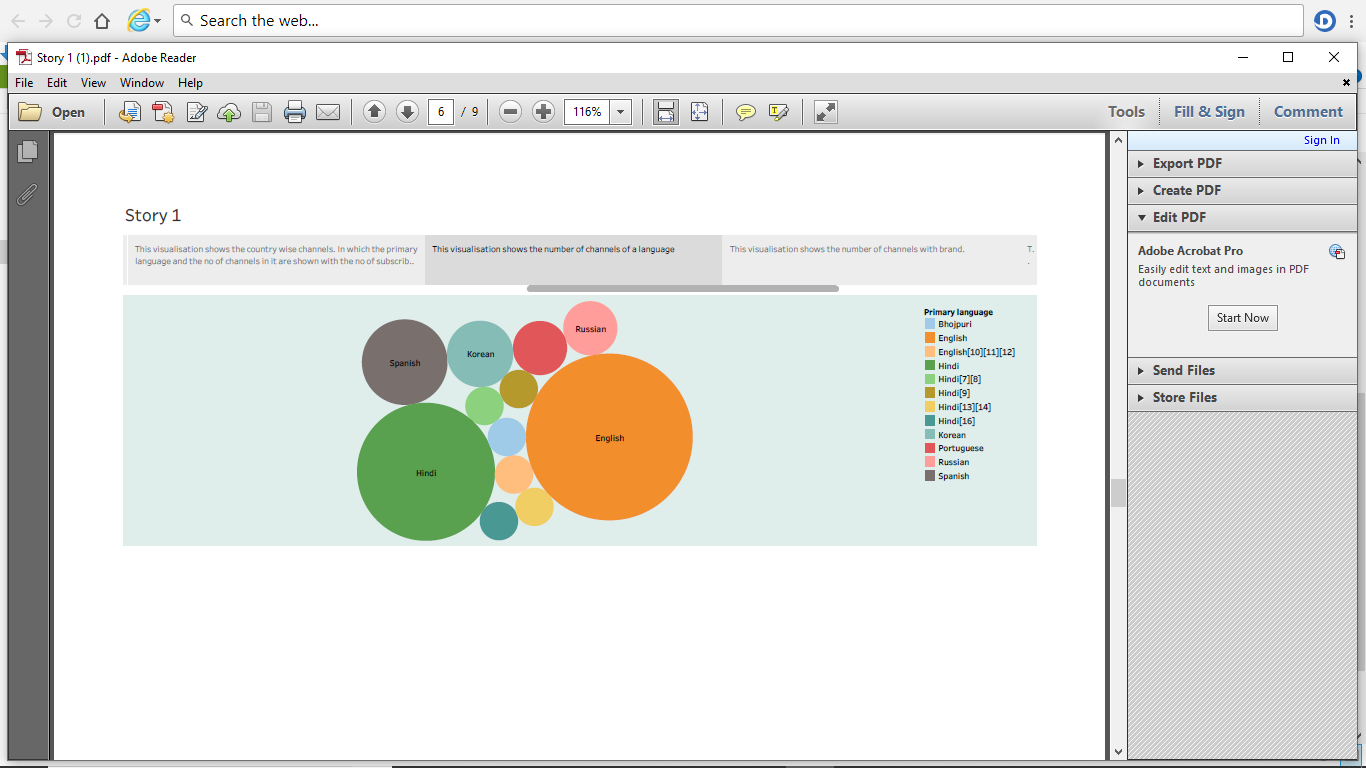 Search the web...
Story 1 (1).pdf - Adobe Reader
File Edit View Window Help
Open 6 / 9 116% Tools Fill & Sign Comment
Sign In
Export PDF
Create PDF
Edit PDF
Adobe Acrobat Pro
Easily edit text and images in PDF
documents
Start Now
Send Files
Store Files
Story 1
This visualisation shows the country wise channels. In which the primary
language and the no of channels in it are shown with the no of subscrib..
This visualisation shows the number of channels of a language
This visualisation shows the number of channels with brand.
T.
.
Spanish
Korean
Russian
Hindi
English
Primary language
Bhojpuri
English
English[10][11][12]
Hindi
Hindi[7][8]
Hindi[9]
Hindi[13][14]
Hindi[16]
Korean
Portuguese
Russian
Spanish